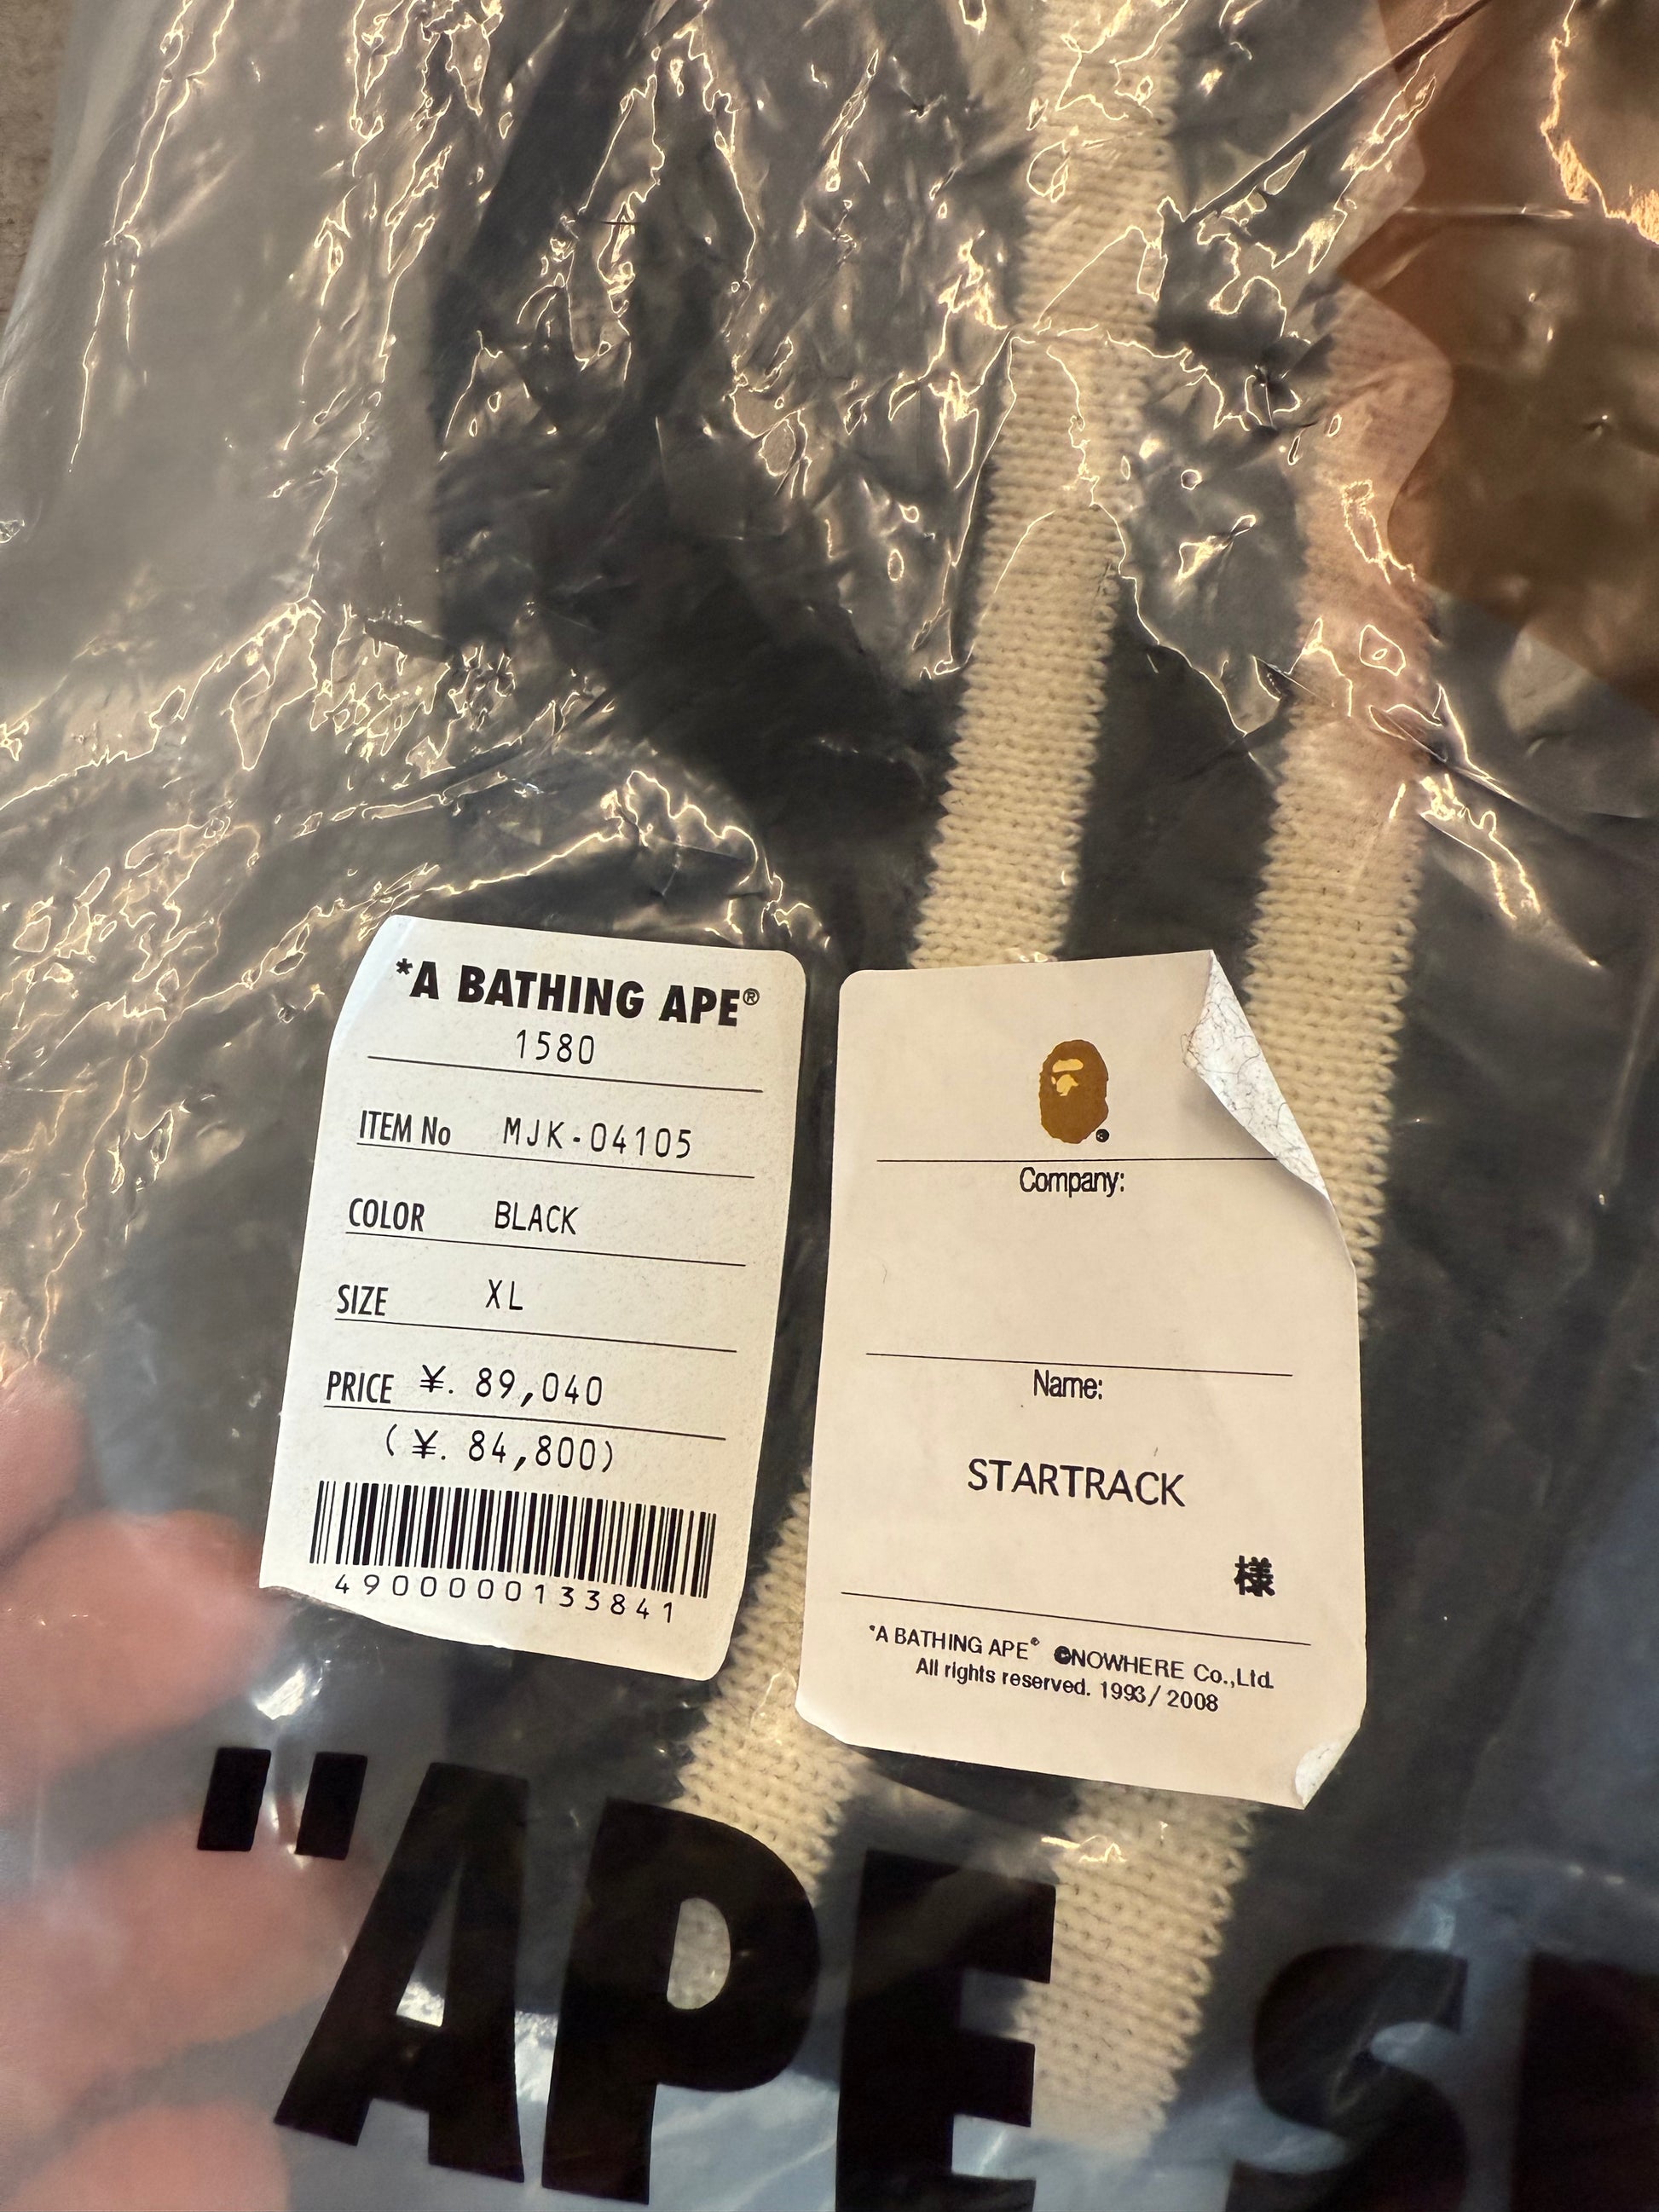 *A BATHING APE®
1580
ITEM No MJK-04105
COLOR BLACK
SIZE XL
PRICE ¥. 89,040
(¥. 84,800)
4900000133841
Company:
Name:
STARTRACK
様
*A BATHING APE® ©NOWHERE Co.,Ltd.
All rights reserved. 1993/2008
"APE